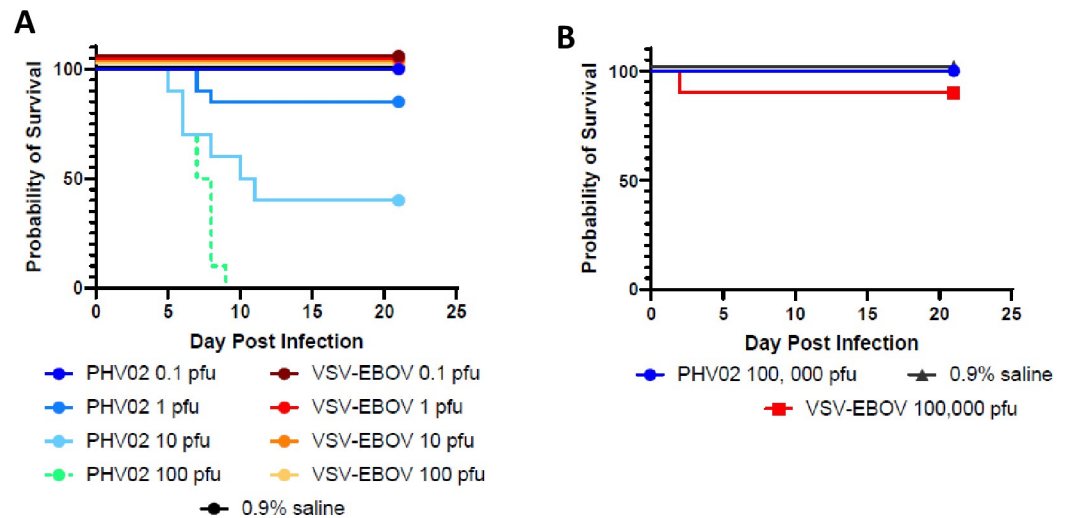 A
Probability of Survival
100
50
0
0 5 10 15 20 25
Day Post Infection
PHV02 0.1 pfu VSV-EBOV 0.1 pfu
PHV02 1 pfu VSV-EBOV 1 pfu
PHV02 10 pfu VSV-EBOV 10 pfu
PHV02 100 pfu VSV-EBOV 100 pfu
0.9% saline
B
Probability of Survival
100
50
0
0 5 10 15 20 25
Day Post Infection
PHV02 100, 000 pfu 0.9% saline
VSV-EBOV 100,000 pfu